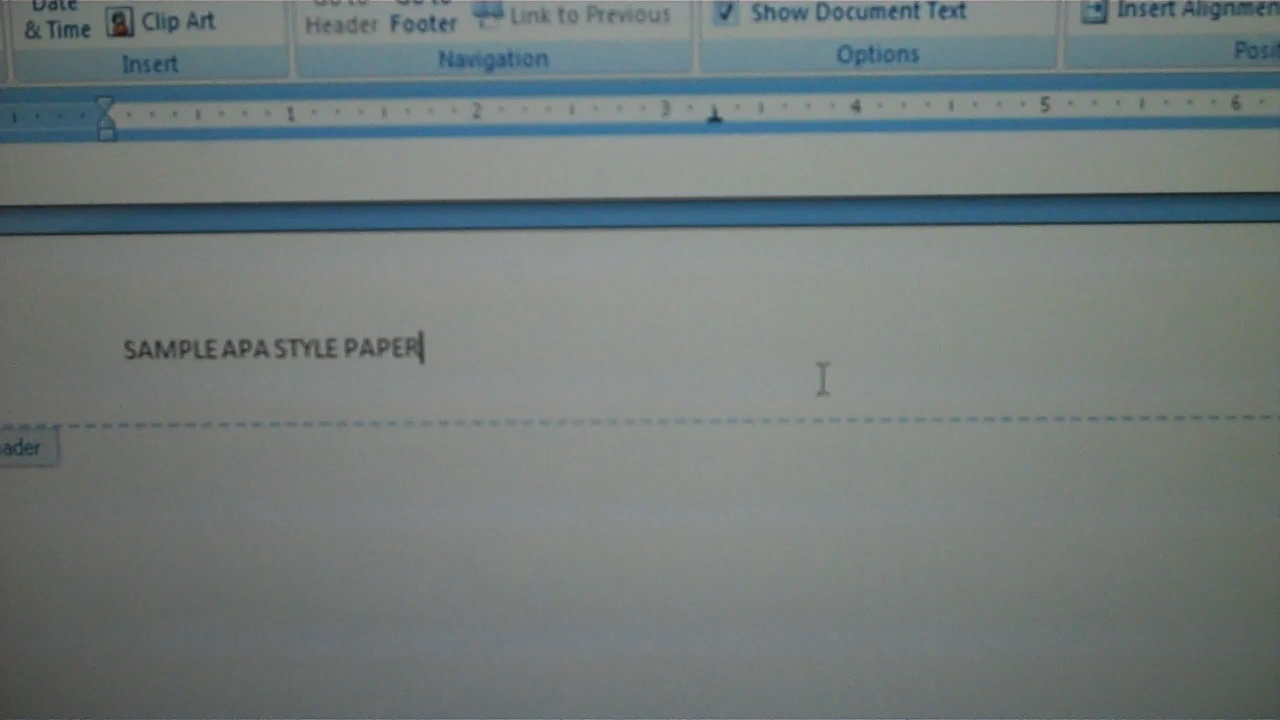 Date
& Time
Clip Art
Header
Footer
Link to Previous
Show Document Text
Insert Alignmen
Insert
Navigation
Options
Posit
1 2 3 4 5 6
SAMPLE APA STYLE PAPER
ader